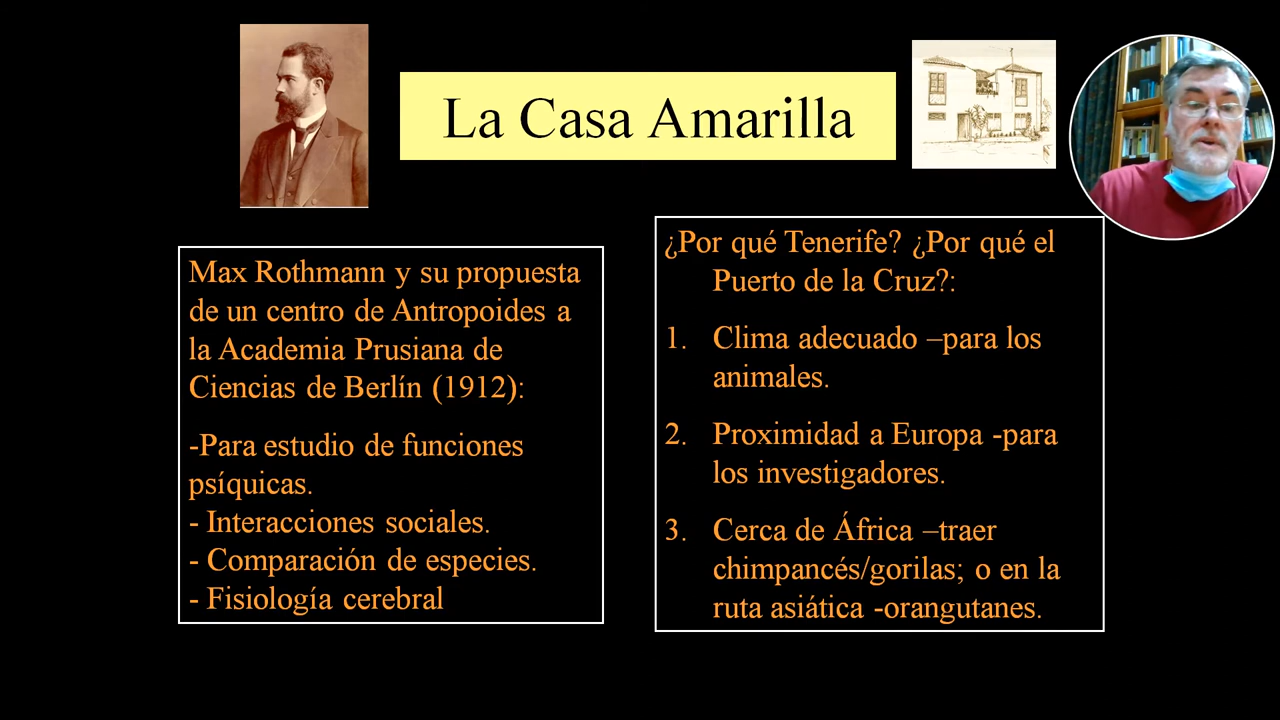 La Casa Amarilla
Max Rothmann y su propuesta
de un centro de Antropoides a
la Academia Prusiana de
Ciencias de Berlín (1912):
-Para estudio de funciones
psíquicas.
- Interacciones sociales.
- Comparación de especies.
- Fisiología cerebral
¿Por qué Tenerife? ¿Por qué el
Puerto de la Cruz?:
1. Clima adecuado –para los
animales.
2. Proximidad a Europa -para
los investigadores.
3. Cerca de África –traer
chimpancés/gorilas; o en la
ruta asiática -orangutanes.